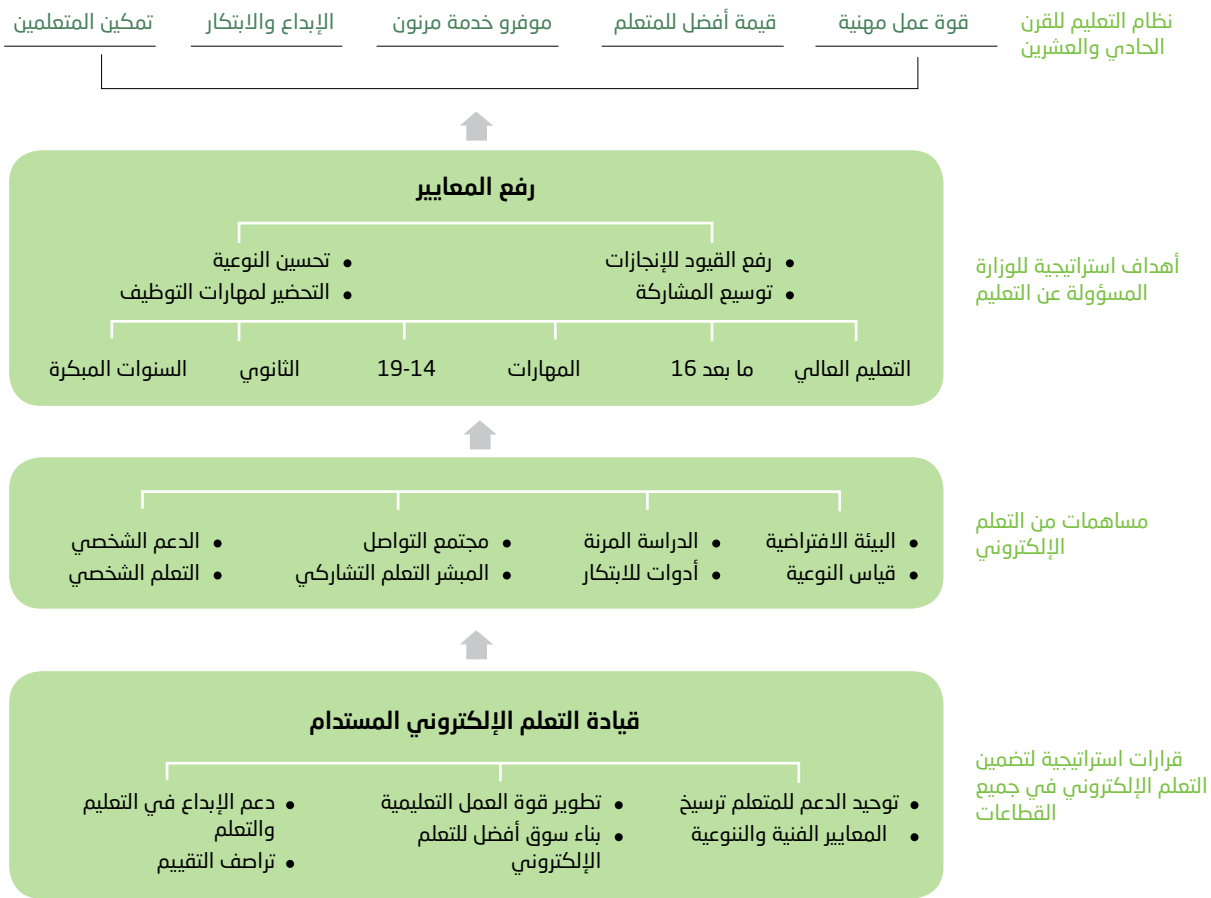 نظام التعليم للقرن
الحادي والعشرين
قوة عمل مهنية
قيمة أفضل للمتعلم
موفرو خدمة مرنون
الإبداع والابتكار
تمكين المتعلمين
أهداف استراتيجية للوزارة
المسؤولة عن التعليم
رفع المعايير
• رفع القيود للإنجازات
• توسيع المشاركة
• تحسين النوعية
• التحضير لمهارات التوظيف
التعليم العالي
ما بعد 16
المهارات
19-14
الثانوي
السنوات المبكرة
مساهمات من التعلم
الإلكتروني
• البيئة الافتراضية
• قياس النوعية
• الدراسة المرنة
• أدوات للابتكار
• مجتمع التواصل
• المبشر التعلم التشاركي
• الدعم الشخصي
• التعلم الشخصي
قرارات استراتيجية لتضمين
التعلم الإلكتروني في جميع
القطاعات
قيادة التعلم الإلكتروني المستدام
• توحيد الدعم للمتعلم ترسيخ
• المعايير الفنية والننوعية
• تطوير قوة العمل التعليمية
• بناء سوق أفضل للتعلم
الإلكتروني
• دعم الإبداع في التعليم
والتعلم
• تراصف التقييم